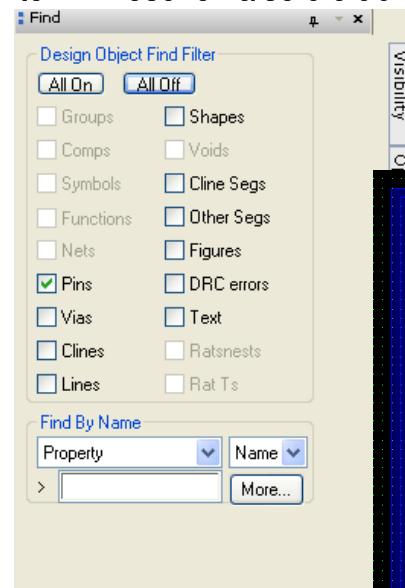 Find
Design Object Find Filter
All On All Off
Groups Shapes
Comps Voids
Symbols Cline Segs
Functions Other Segs
Nets Figures
Pins DRC errors
Vias Text
Clines Ratsnests
Lines Rat Ts
Find By Name
Property Name
> More...
Visibility